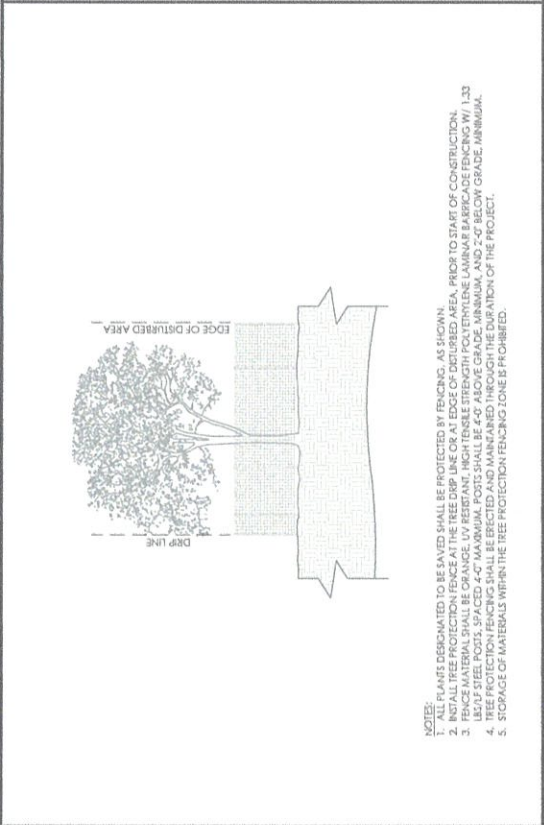 DRIP LINE
EDGE OF DISTURBED
AREA
NOTES:
1. ALL PLANTS DESIGNATED TO BE SAVED SHALL BE PROTECTED BY FENCING, AS SHOWN.
2. INSTALL TREE PROTECTION FENCE AT THE TREE DRIP LINE OR AT EDGE OF DISTURBED AREA, PRIOR TO START OF CONSTRUCTION.
3. FENCE MATERIAL SHALL BE ORANGE, UV RESISTANT, HIGH TENSILE STRENGTH POLYETHYLENE LAMINAR BARRICADE FENCING W/ 1.33
LBS/LF STEEL POSTS, SPACED 4'-0" MAXIMUM. POSTS SHALL BE 4'-0" ABOVE GRADE, MINIMUM, AND 2'-0" BELOW GRADE, MINIMUM.
4. TREE PROTECTION FENCING SHALL BE ERECTED AND MAINTAINED THROUGH THE DURATION OF THE PROJECT.
5. STORAGE OF MATERIALS WITHIN THE TREE PROTECTION FENCING ZONE IS PROHIBITED.